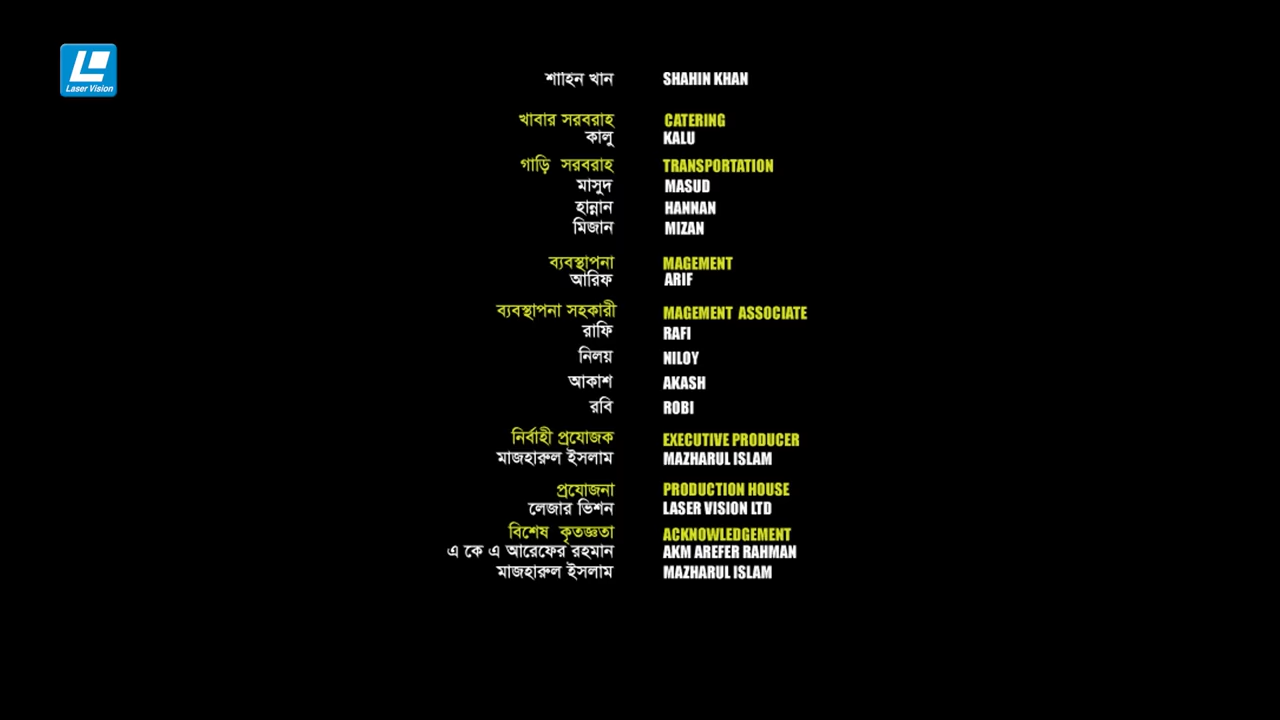 Laser Vision
শাহিন খান SHAHIN KHAN
খাবার সরবরাহ CATERING
কালু KALU
গাড়ি সরবরাহ TRANSPORTATION
মাসুদ MASUD
হান্নান HANNAN
মিজান MIZAN
ব্যবস্থাপনা MAGEMENT
আরিফ ARIF
ব্যবস্থাপনা সহকারী MAGEMENT ASSOCIATE
রাফি RAFI
নিলয় NILOY
আকাশ AKASH
রবি ROBI
নির্বাহী প্রযোজক EXECUTIVE PRODUCER
মাজহারুল ইসলাম MAZHARUL ISLAM
প্রযোজনা PRODUCTION HOUSE
লেজার ভিশন LASER VISION LTD
বিশেষ কৃতজ্ঞতা ACKNOWLEDGEMENT
এ কে এ আরেফের রহমান AKM AREFER RAHMAN
মাজহারুল ইসলাম MAZHARUL ISLAM